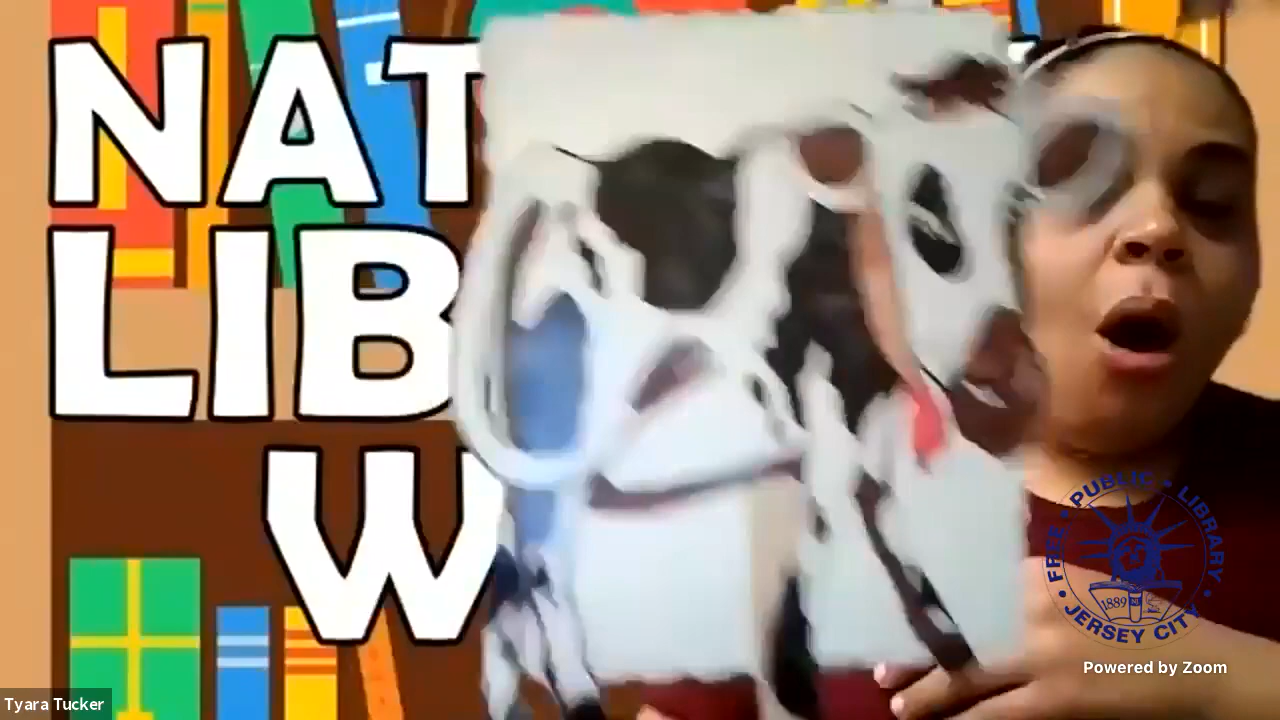 NAT
LIB
W
FREE • PUBLIC • LIBRARY
1889
• JERSEY CITY •
Powered by Zoom
Tyara Tucker